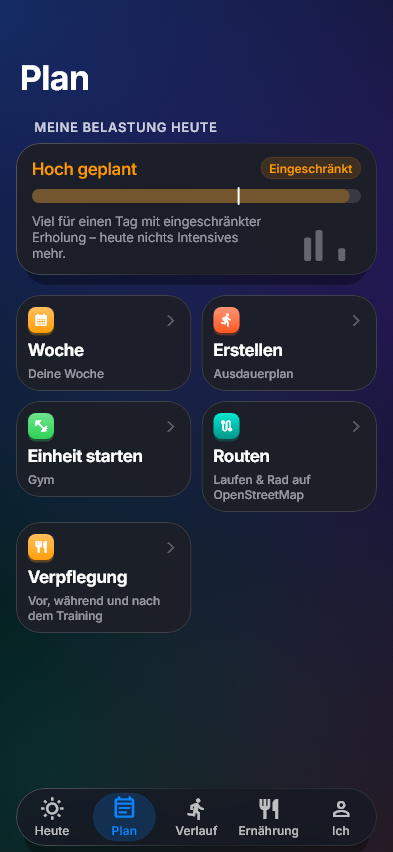 Plan
MEINE BELASTUNG HEUTE
Hoch geplant
Eingeschränkt
Viel für einen Tag mit eingeschränkter
Erholung – heute nichts Intensives
mehr.
Woche
Deine Woche
Erstellen
Ausdauerplan
Einheit starten
Gym
Routen
Laufen & Rad auf
OpenStreetMap
Verpflegung
Vor, während und nach
dem Training
Heute
Plan
Verlauf
Ernährung
Ich